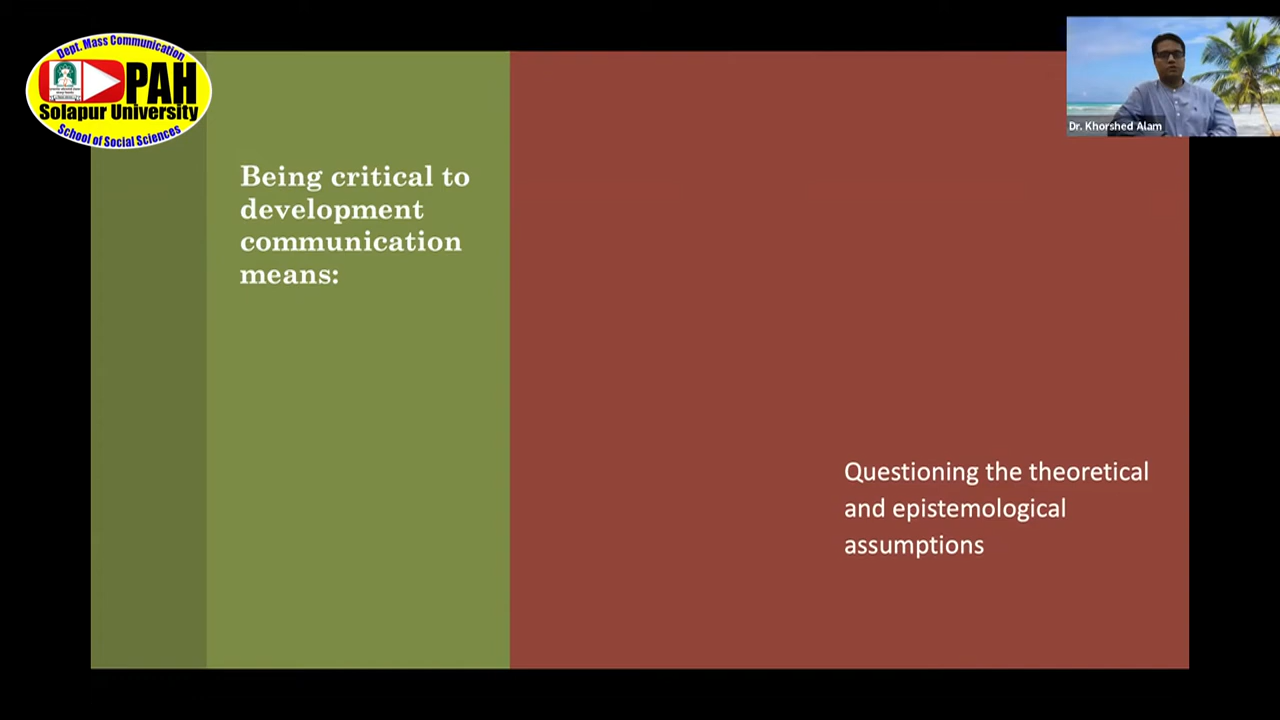 Dept. Mass Communication
PAH
Solapur University
School of Social Sciences
Dr. Khorshed Alam
Being critical to
development
communication
means:
Questioning the theoretical
and epistemological
assumptions